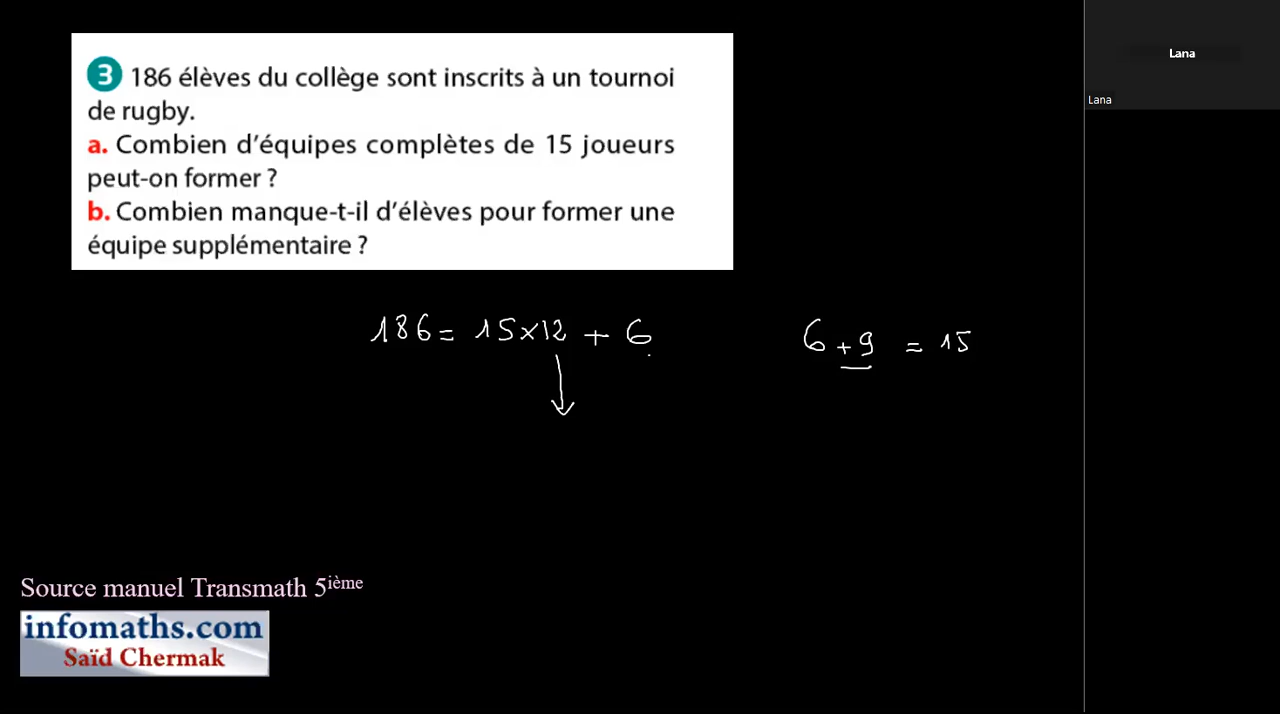 3 186 élèves du collège sont inscrits à un tournoi
de rugby.
a. Combien d'équipes complètes de 15 joueurs
peut-on former ?
b. Combien manque-t-il d'élèves pour former une
équipe supplémentaire ?
186 = 15 × 12 + 6
6 + 9 = 15
Source manuel Transmath 5ième
infomaths.com
Saïd Chermak
Lana
Lana